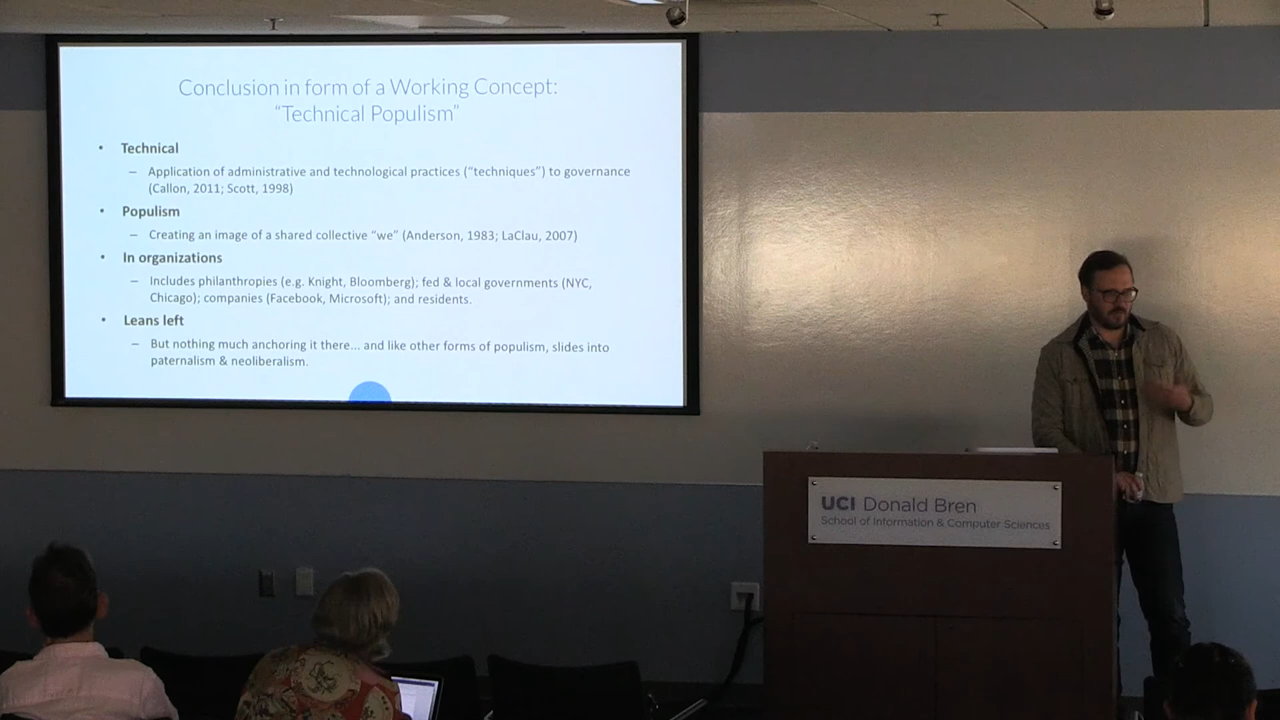 Conclusion in form of a Working Concept:
“Technical Populism”
• Technical
– Application of administrative and technological practices (“techniques”) to governance
(Callon, 2011; Scott, 1998)
• Populism
– Creating an image of a shared collective “we” (Anderson, 1983; LaClau, 2007)
• In organizations
– Includes philanthropies (e.g. Knight, Bloomberg); fed & local governments (NYC,
Chicago); companies (Facebook, Microsoft); and residents.
• Leans left
– But nothing much anchoring it there... and like other forms of populism, slides into
paternalism & neoliberalism.
UCI Donald Bren
School of Information & Computer Sciences